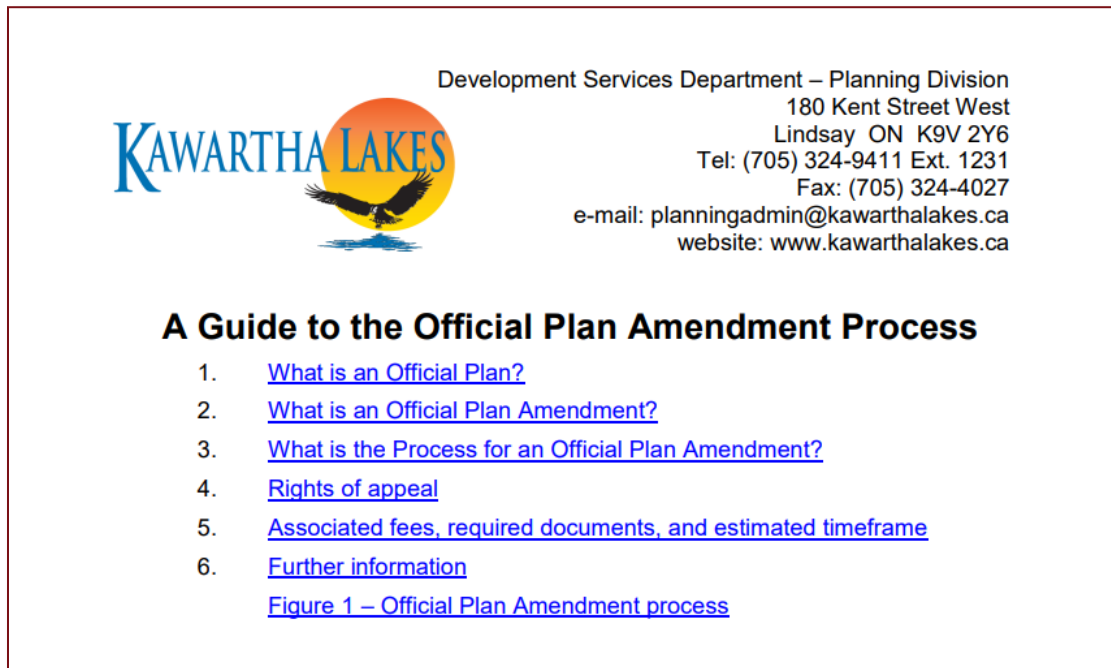 Development Services Department – Planning Division
180 Kent Street West
Lindsay ON K9V 2Y6
Tel: (705) 324-9411 Ext. 1231
Fax: (705) 324-4027
e-mail: planningadmin@kawarthalakes.ca
website: www.kawarthalakes.ca
KAWARTHA LAKES
A Guide to the Official Plan Amendment Process
1. What is an Official Plan?
2. What is an Official Plan Amendment?
3. What is the Process for an Official Plan Amendment?
4. Rights of appeal
5. Associated fees, required documents, and estimated timeframe
6. Further information
Figure 1 – Official Plan Amendment process